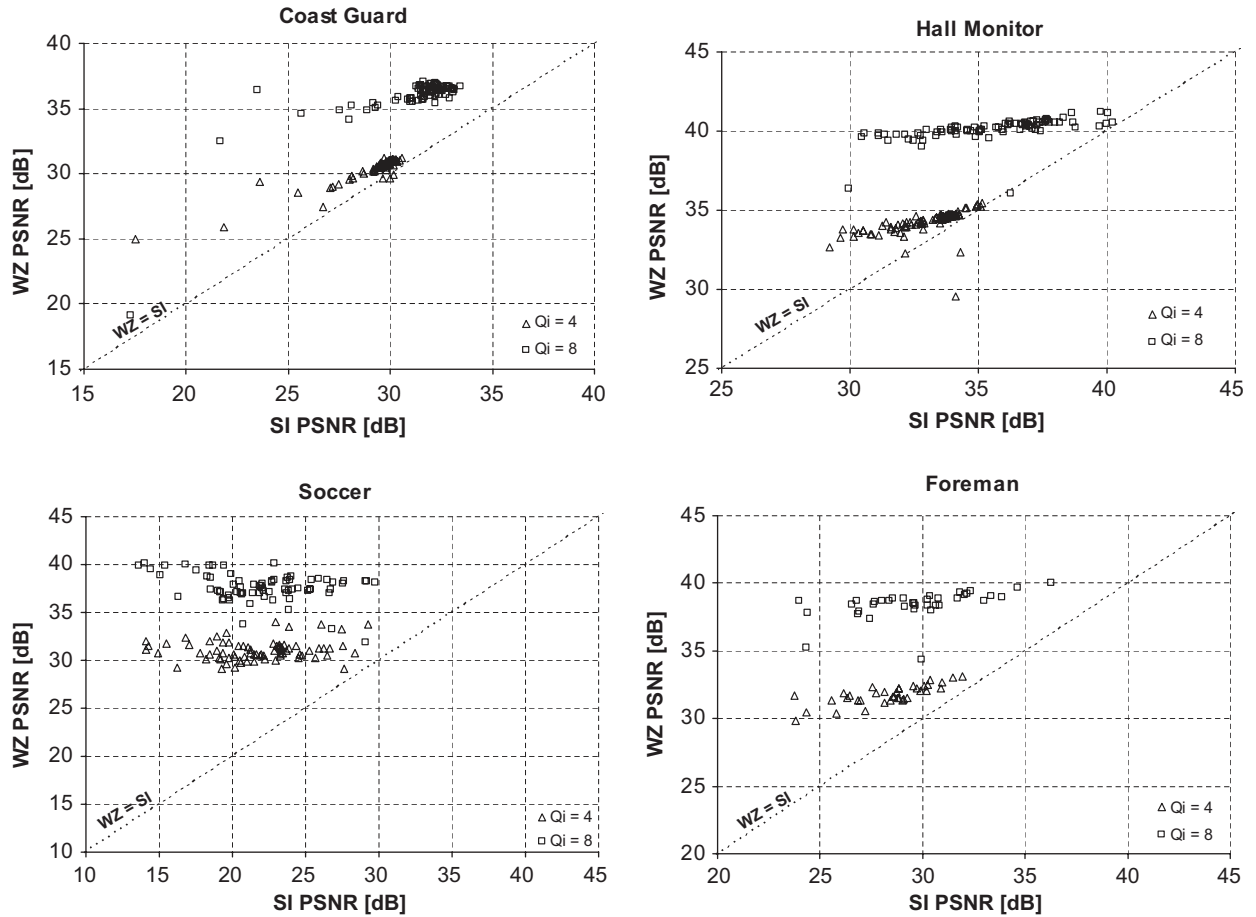 Coast Guard
40
35
30
25
20
15
WZ PSNR [dB]
WZ = SI
Qi = 4
Qi = 8
15 20 25 30 35 40
SI PSNR [dB]
Hall Monitor
45
40
35
30
25
WZ PSNR [dB]
WZ = SI
Qi = 4
Qi = 8
25 30 35 40 45
SI PSNR [dB]
Soccer
45
40
35
30
25
20
15
10
WZ PSNR [dB]
WZ = SI
Qi = 4
Qi = 8
10 15 20 25 30 35 40 45
SI PSNR [dB]
Foreman
45
40
35
30
25
20
WZ PSNR [dB]
WZ = SI
Qi = 4
Qi = 8
20 25 30 35 40 45
SI PSNR [dB]